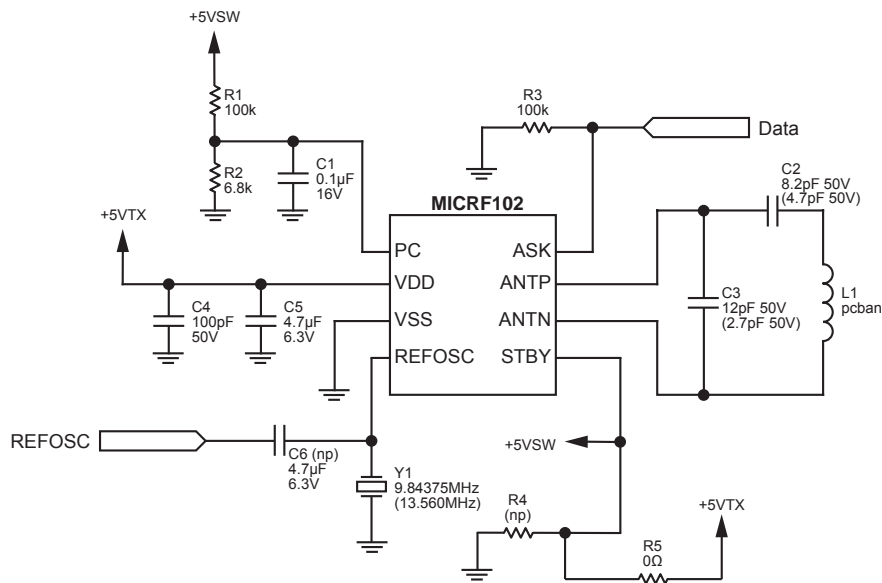 +5VSW
R1
100k
R2
6.8k
C1
0.1µF
16V
R3
100k
Data
C2
8.2pF 50V
(4.7pF 50V)
+5VTX
MICRF102
PC
VDD
VSS
REFOSC
ASK
ANTP
ANTN
STBY
C4
100pF
50V
C5
4.7µF
6.3V
C3
12pF 50V
(2.7pF 50V)
L1
pcban
REFOSC
C6 (np)
4.7µF
6.3V
Y1
9.84375MHz
(13.560MHz)
+5VSW
R4
(np)
R5
0Ω
+5VTX